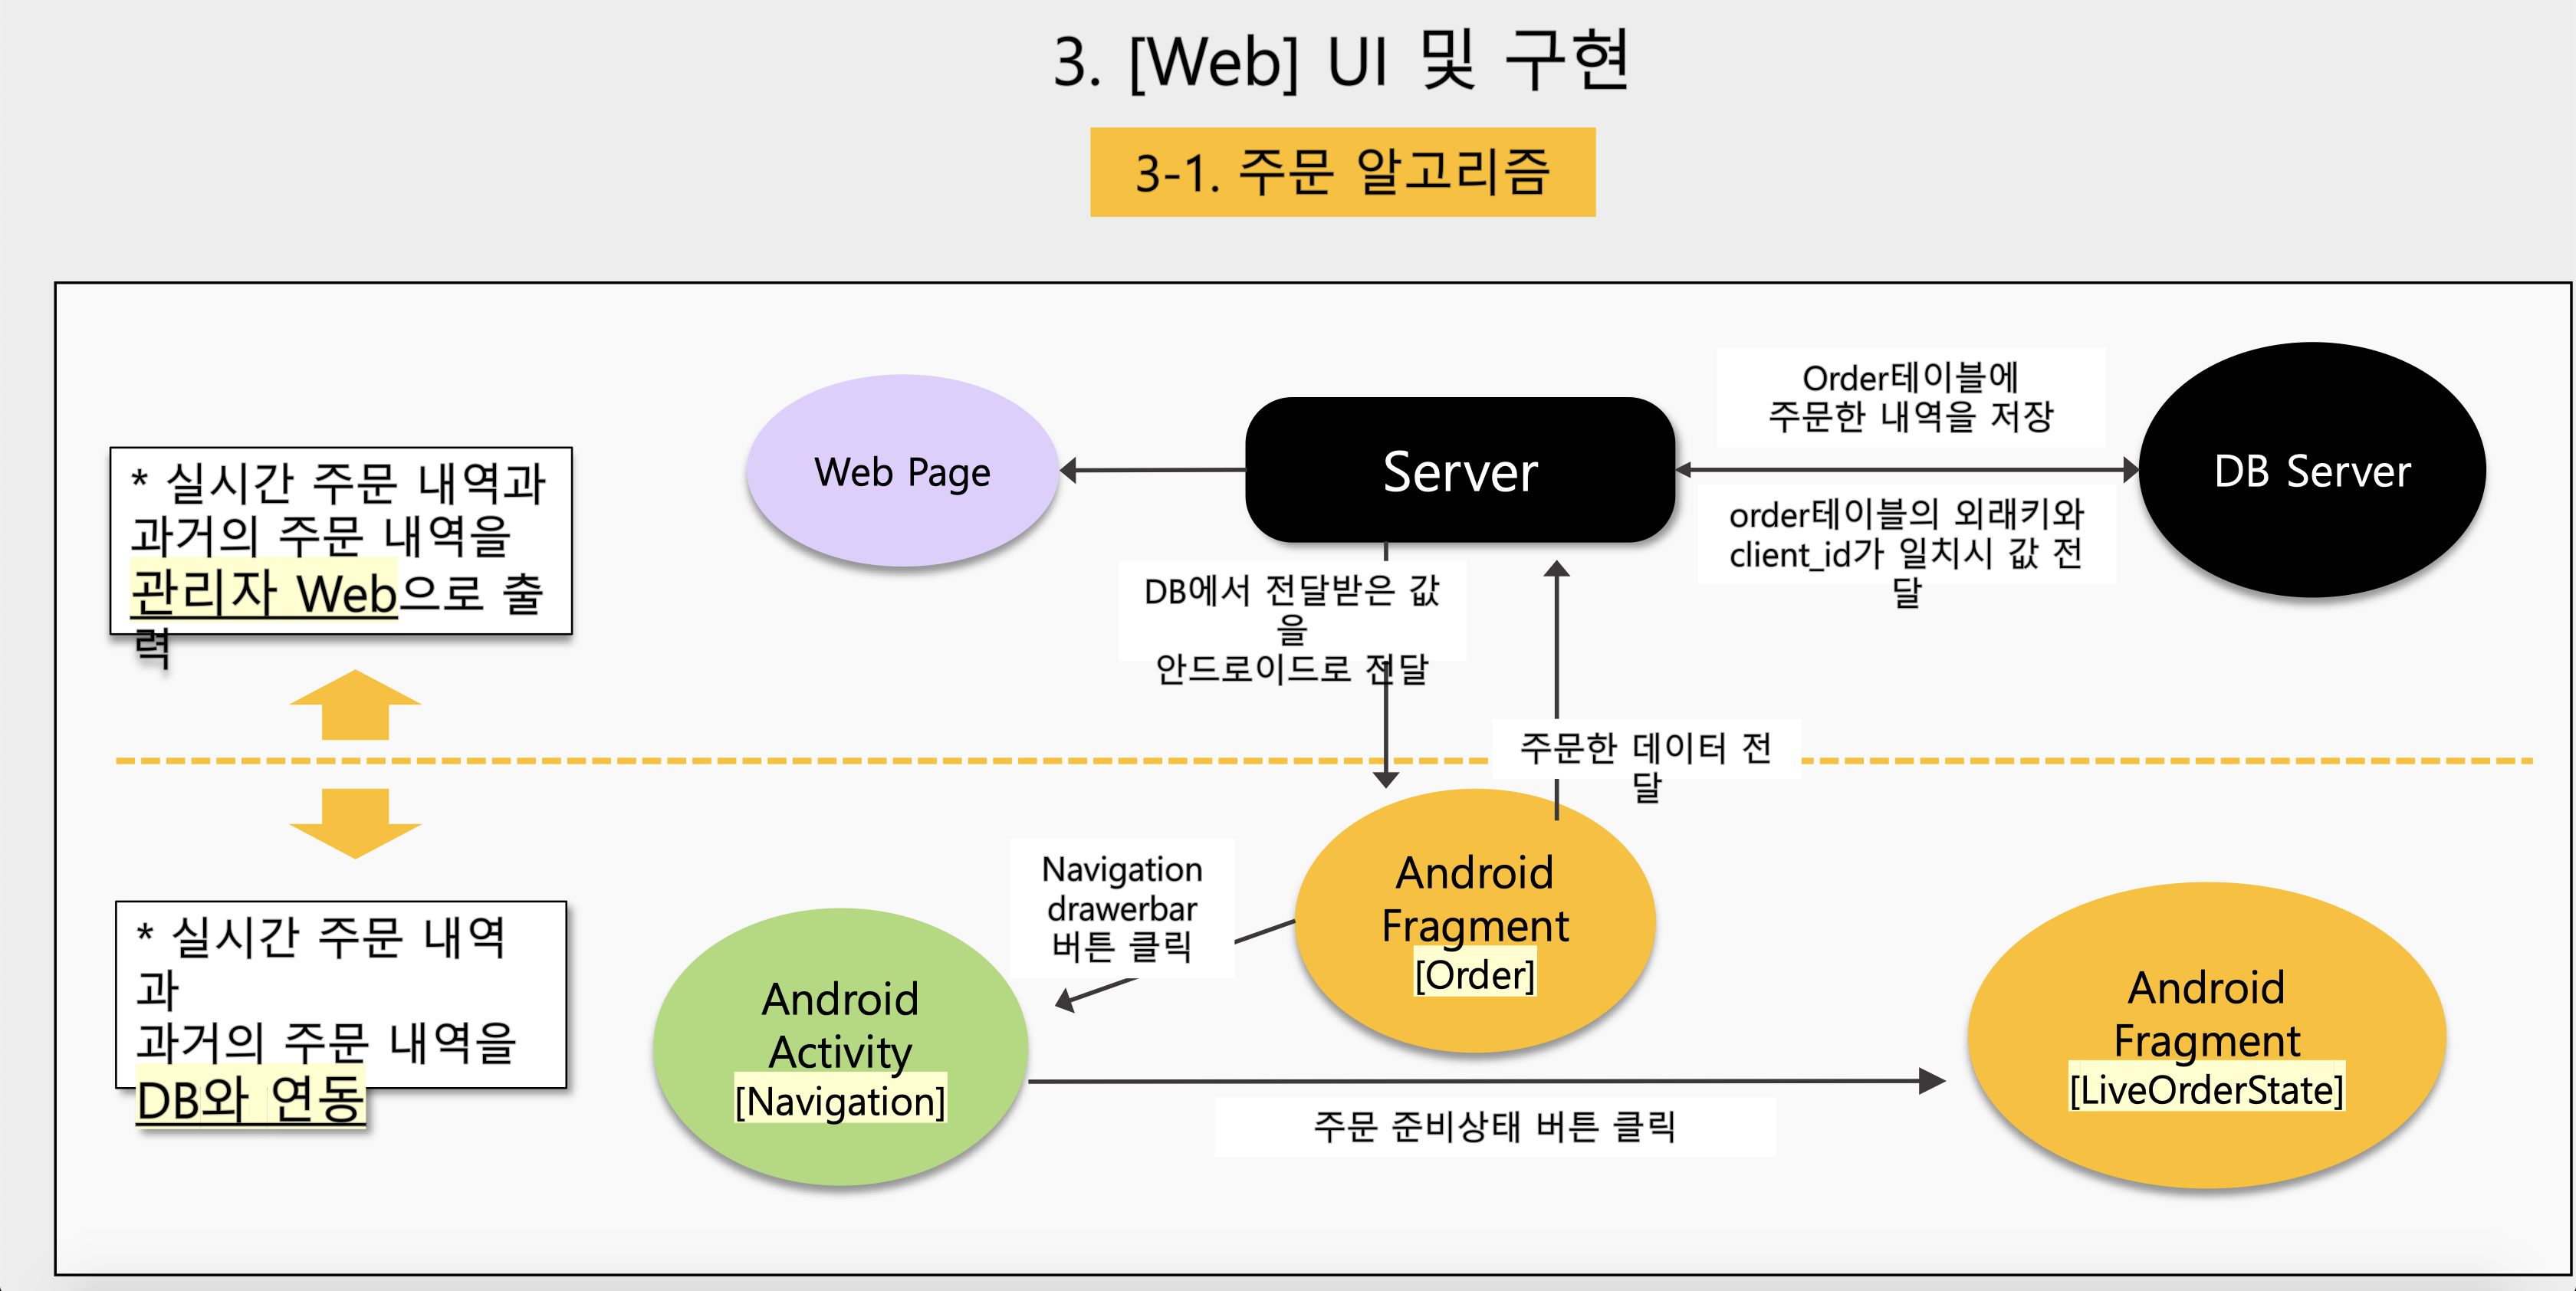 3. [Web] UI 및 구현
3-1. 주문 알고리즘
* 실시간 주문 내역과
과거의 주문 내역을
관리자 Web으로 출
력
Web Page
Server
Order테이블에
주문한 내역을 저장
order테이블의 외래키와
client_id가 일치시 값 전
달
DB Server
DB에서 전달받은 값
을
안드로이드로 전달
주문한 데이터 전
달
* 실시간 주문 내역
과
과거의 주문 내역을
DB와 연동
Navigation
drawerbar
버튼 클릭
Android
Fragment
[Order]
Android
Activity
[Navigation]
주문 준비상태 버튼 클릭
Android
Fragment
[LiveOrderState]